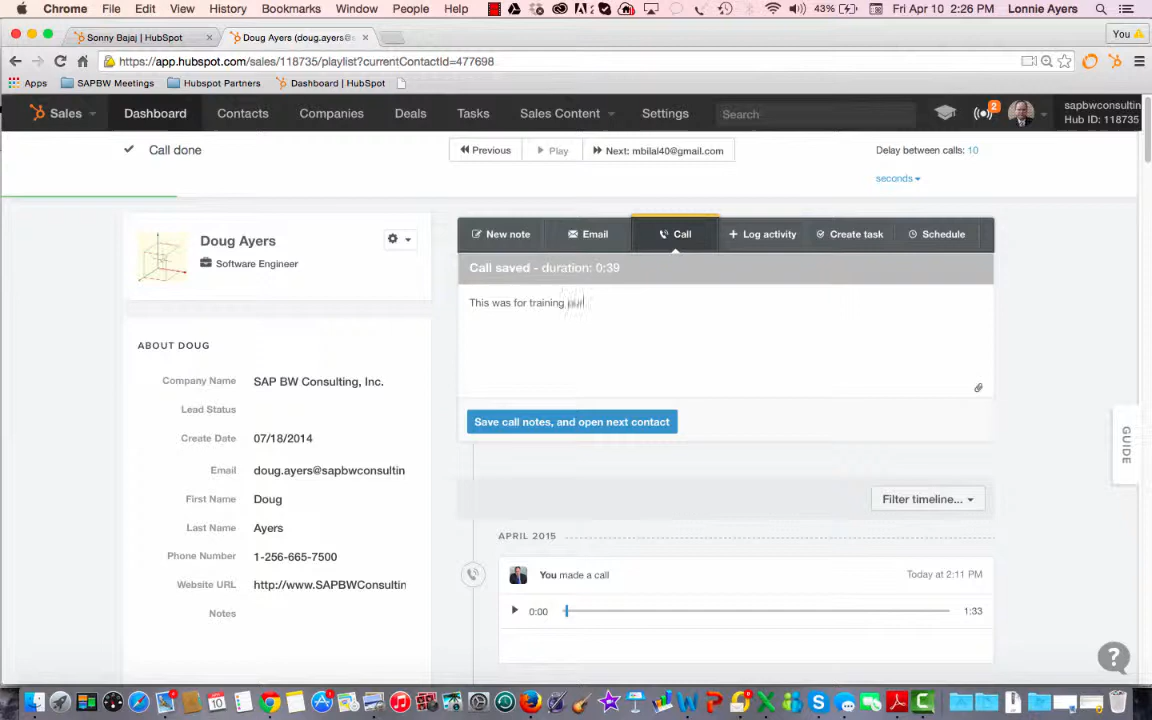 Chrome File Edit View History Bookmarks Window People Help 43% Fri Apr 10 2:26 PM Lonnie Ayers
Sonny Bajaj | HubSpot × Doug Ayers (doug.ayers@s × You
https://app.hubspot.com/sales/118735/playlist?currentContactId=477698
Apps SAPBW Meetings Hubspot Partners Dashboard | HubSpot
Sales Dashboard Contacts Companies Deals Tasks Sales Content Settings Search 2 sapbwconsultin
Hub ID: 118735
Call done Previous Play Next: mbilal40@gmail.com Delay between calls: 10
seconds
Doug Ayers
Software Engineer
New note Email Call Log activity Create task Schedule
Call saved - duration: 0:39
This was for training
Save call notes, and open next contact
ABOUT DOUG
Company Name SAP BW Consulting, Inc.
Lead Status
Create Date 07/18/2014
Email doug.ayers@sapbwconsultin
First Name Doug
Last Name Ayers
Phone Number 1-256-665-7500
Website URL http://www.SAPBWConsultin
Notes
Filter timeline...
APRIL 2015
You made a call Today at 2:11 PM
0:00 1:33
GUIDE
?